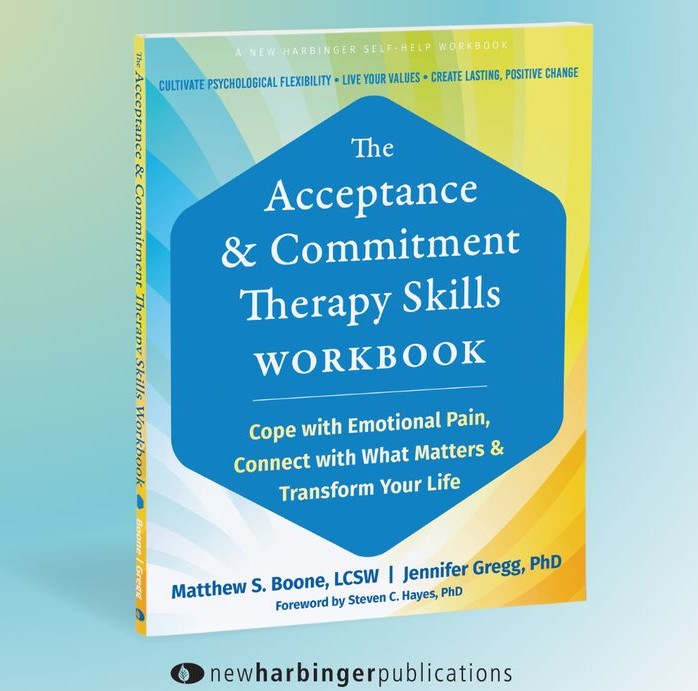 A NEW HARBINGER SELF-HELP WORKBOOK
CULTIVATE PSYCHOLOGICAL FLEXIBILITY • LIVE YOUR VALUES • CREATE LASTING, POSITIVE CHANGE
The
Acceptance
& Commitment
Therapy Skills
WORKBOOK
Cope with Emotional Pain,
Connect with What Matters &
Transform Your Life
Matthew S. Boone, LCSW | Jennifer Gregg, PhD
Foreword by Steven C. Hayes, PhD
The Acceptance & Commitment Therapy Skills Workbook Boone | Gregg
newharbingerpublications